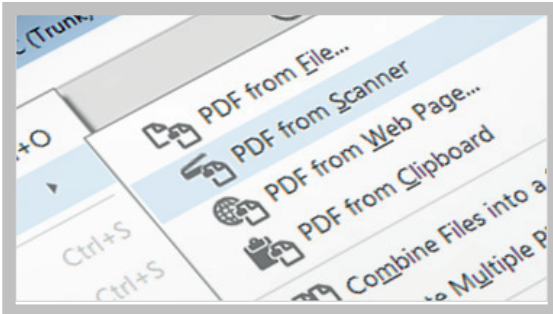 C (Trunk)
+O
Ctrl+S
Ctrl+S
PDF from File...
PDF from Scanner
PDF from Web Page...
PDF from Clipboard
Combine Files into a
Multiple